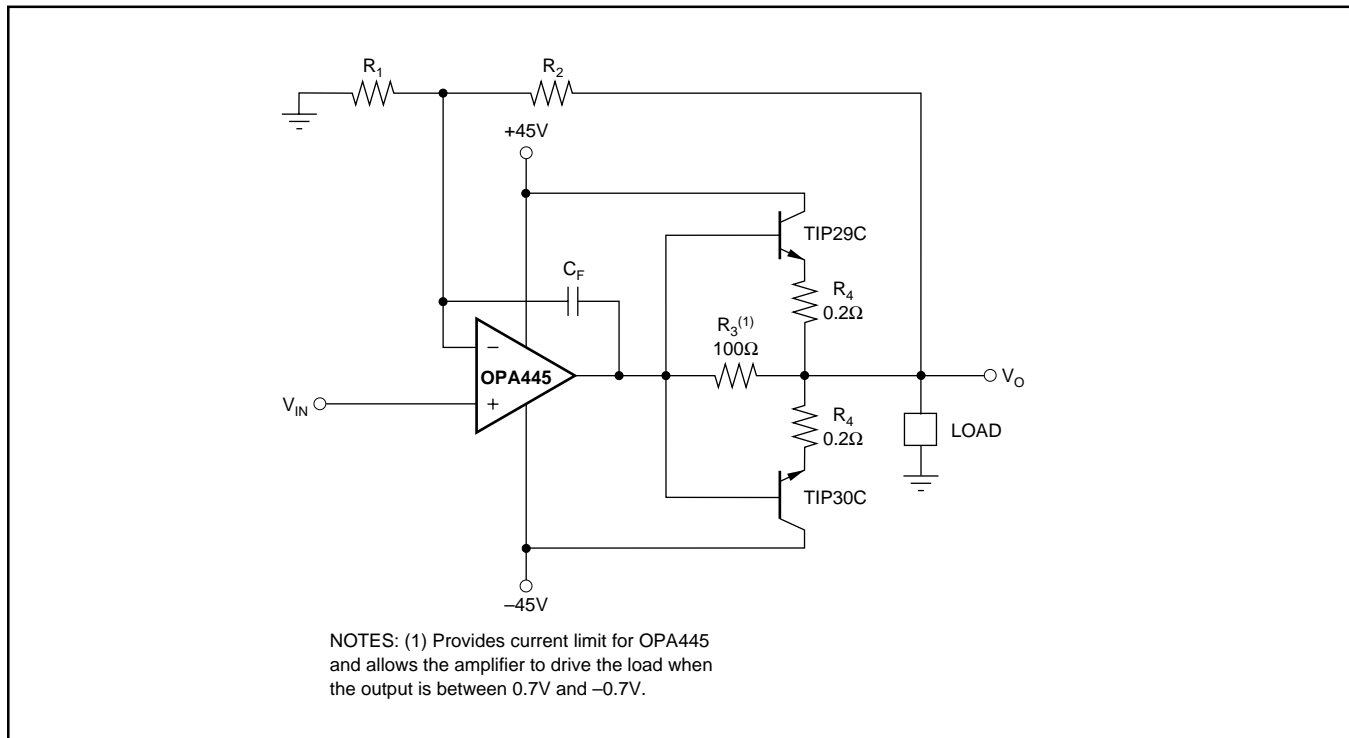 R1
R2
+45V
TIP29C
CF
R4
0.2Ω
R3(1)
100Ω
–
OPA445
+
VIN
VO
R4
0.2Ω
LOAD
TIP30C
–45V
NOTES: (1) Provides current limit for OPA445
and allows the amplifier to drive the load when
the output is between 0.7V and –0.7V.